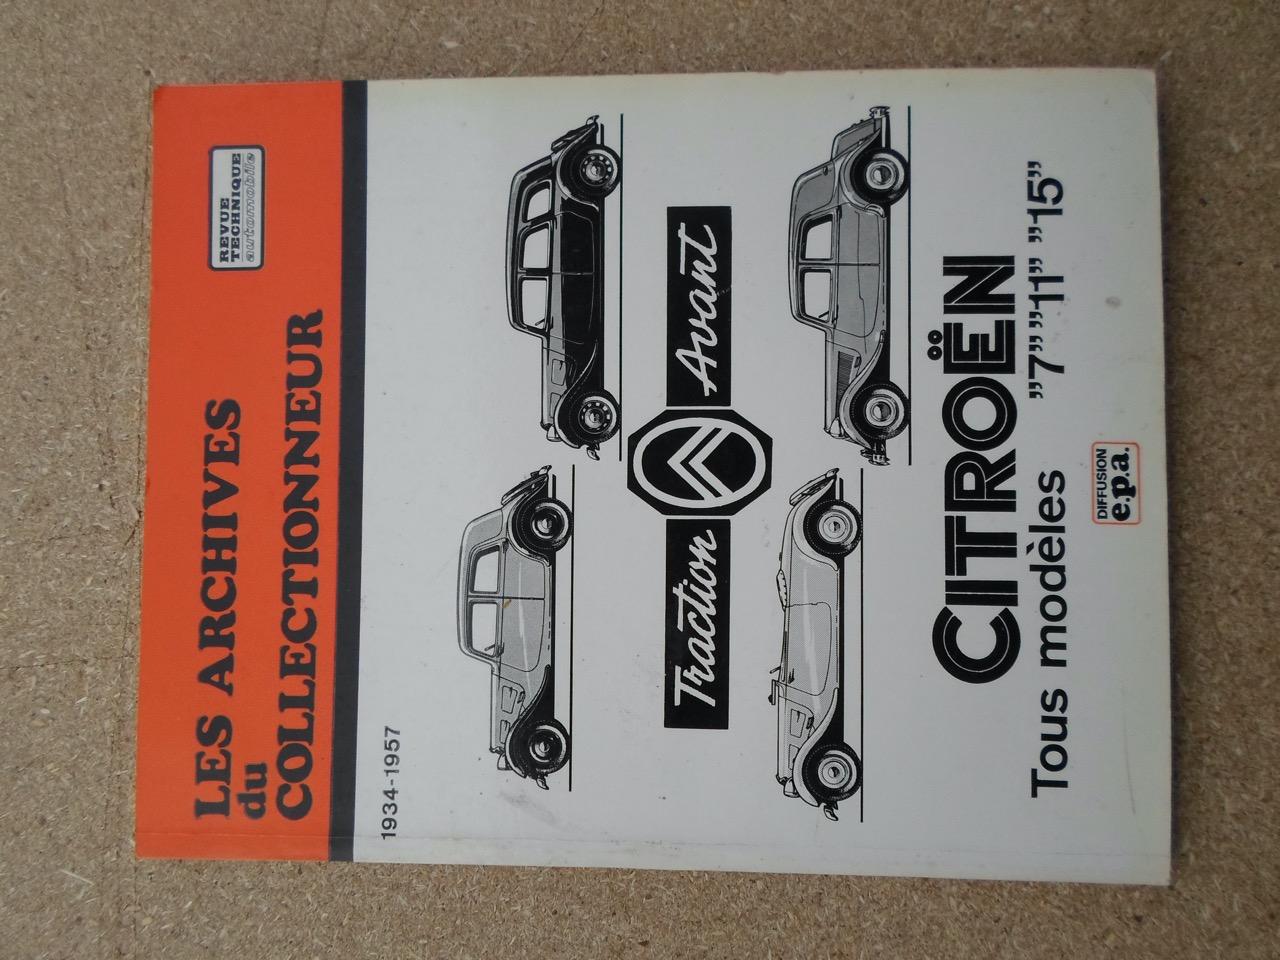 LES ARCHIVES
du
COLLECTIONNEUR
REVUE
TECHNIQUE
automobile
1934-1957
Traction Avant
CITROËN
Tous modèles "7" "11" "15"
DIFFUSION
e.p.a.